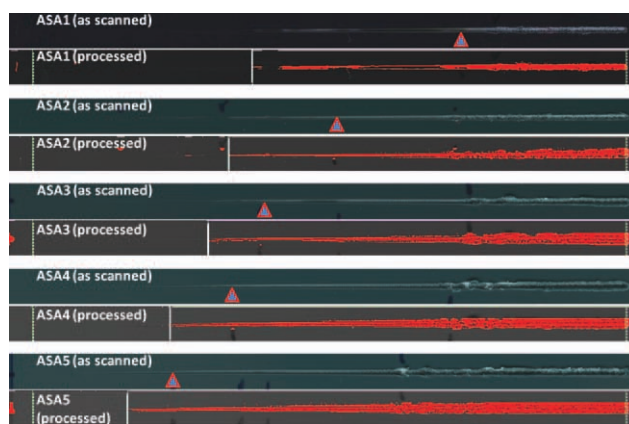 ASA1 (as scanned)
ASA1 (processed)
ASA2 (as scanned)
ASA2 (processed)
ASA3 (as scanned)
ASA3 (processed)
ASA4 (as scanned)
ASA4 (processed)
ASA5 (as scanned)
ASA5
(processed)